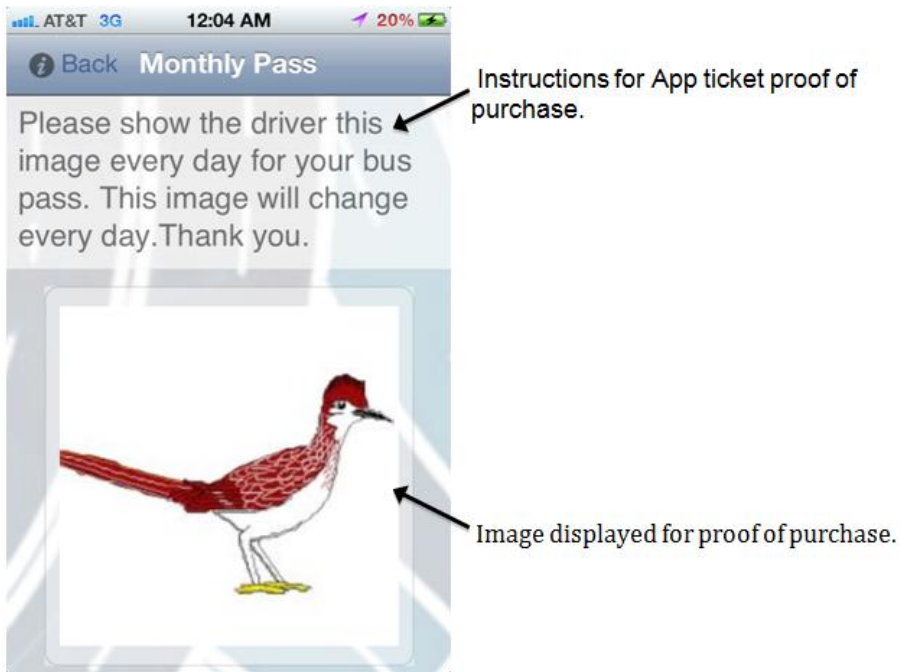 AT&T 3G 12:04 AM 20%
i Back Monthly Pass
Please show the driver this
image every day for your bus
pass. This image will change
every day.Thank you.
Instructions for App ticket proof of
purchase.
Image displayed for proof of purchase.